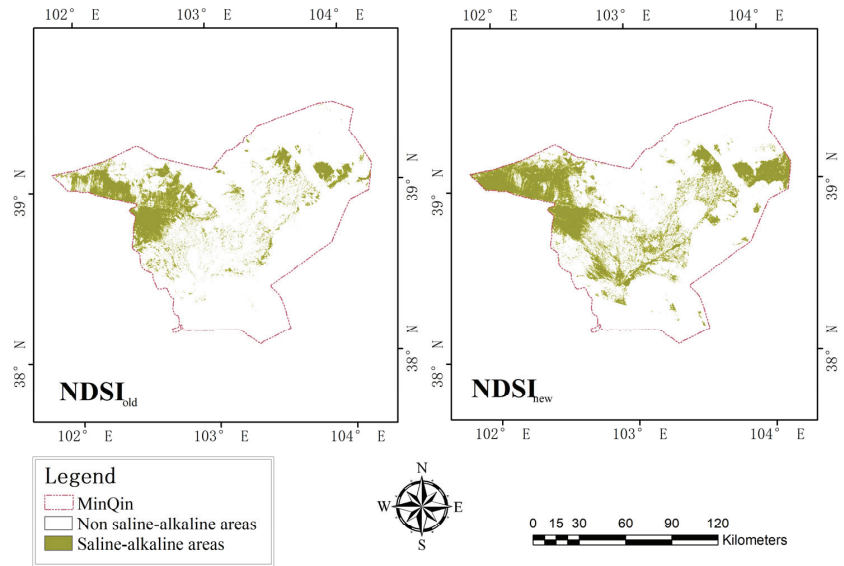 102° E 103° E 104° E
102° E 103° E 104° E
39° N
38° N
39° N
38° N
39° N
38° N
39° N
38° N
NDSIold
NDSInew
102° E 103° E 104° E
102° E 103° E 104° E
Legend
MinQin
Non saline-alkaline areas
Saline-alkaline areas
N
W E
S
0 15 30 60 90 120
Kilometers